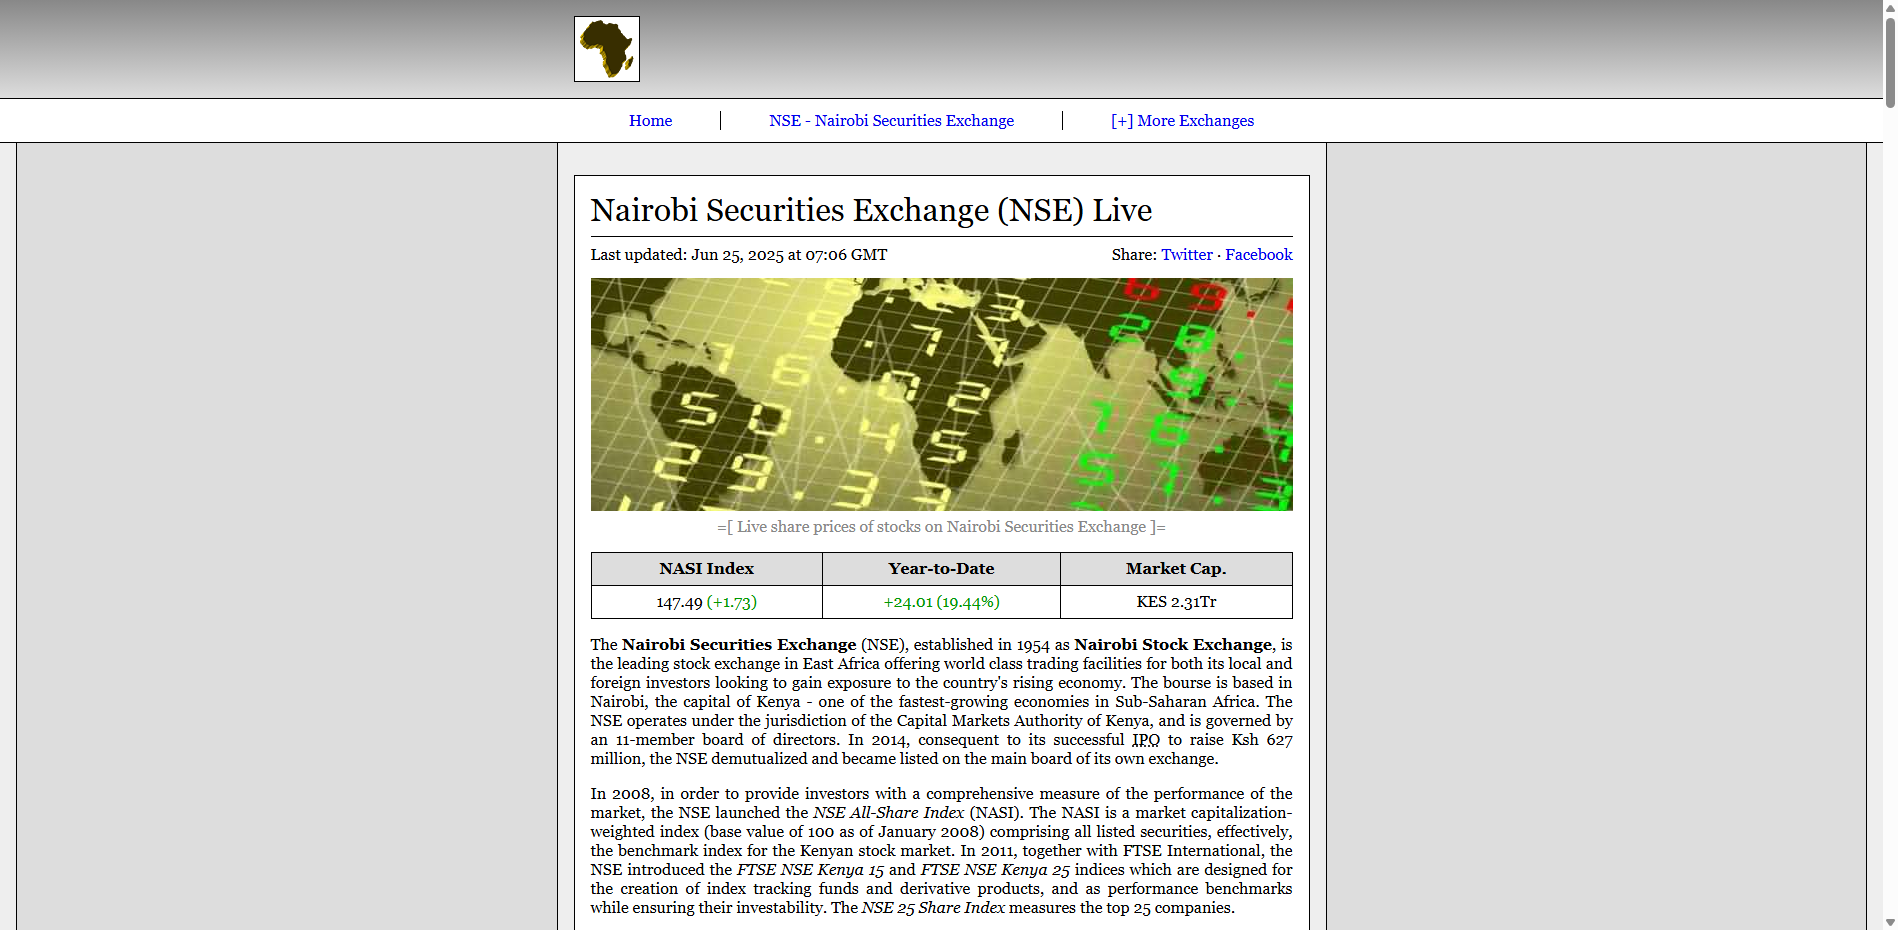 Home
NSE - Nairobi Securities Exchange
[+] More Exchanges
Nairobi Securities Exchange (NSE) Live
Last updated: Jun 25, 2025 at 07:06 GMT
Share: Twitter · Facebook
=[ Live share prices of stocks on Nairobi Securities Exchange ]=
NASI Index Year-to-Date Market Cap.
147.49 (+1.73) +24.01 (19.44%) KES 2.31Tr
The Nairobi Securities Exchange (NSE), established in 1954 as Nairobi Stock Exchange, is
the leading stock exchange in East Africa offering world class trading facilities for both its local and
foreign investors looking to gain exposure to the country's rising economy. The bourse is based in
Nairobi, the capital of Kenya - one of the fastest-growing economies in Sub-Saharan Africa. The
NSE operates under the jurisdiction of the Capital Markets Authority of Kenya, and is governed by
an 11-member board of directors. In 2014, consequent to its successful IPO to raise Ksh 627
million, the NSE demutualized and became listed on the main board of its own exchange.
In 2008, in order to provide investors with a comprehensive measure of the performance of the
market, the NSE launched the NSE All-Share Index (NASI). The NASI is a market capitalization-
weighted index (base value of 100 as of January 2008) comprising all listed securities, effectively,
the benchmark index for the Kenyan stock market. In 2011, together with FTSE International, the
NSE introduced the FTSE NSE Kenya 15 and FTSE NSE Kenya 25 indices which are designed for
the creation of index tracking funds and derivative products, and as performance benchmarks
while ensuring their investability. The NSE 25 Share Index measures the top 25 companies.